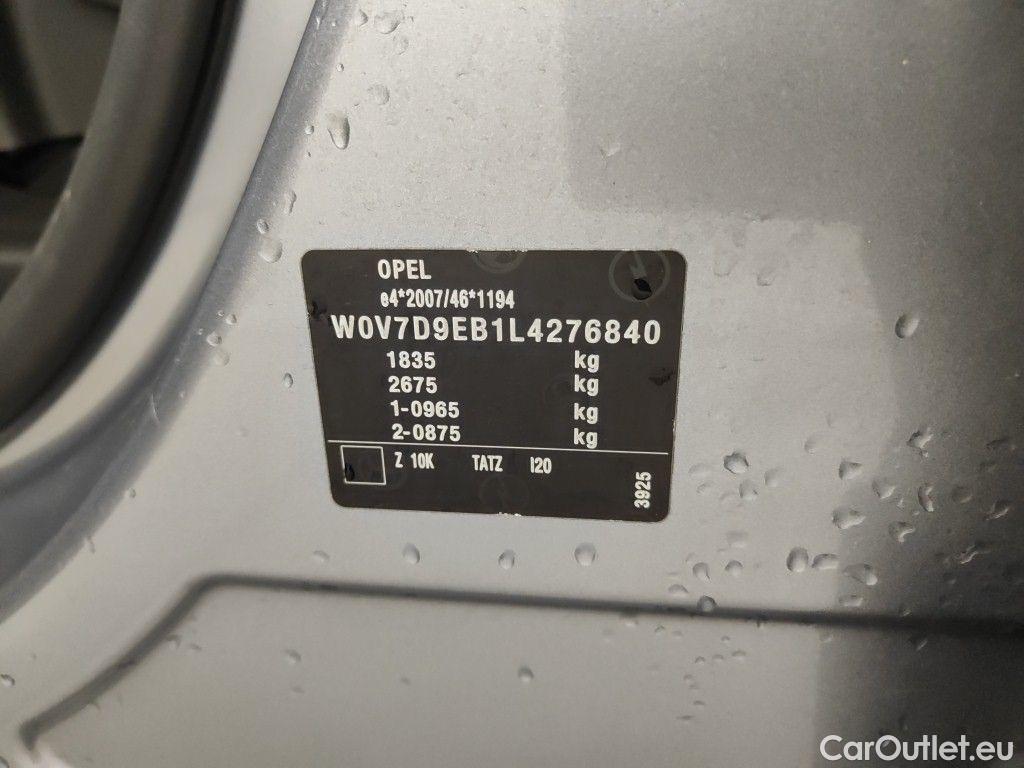 OPEL
e4*2007/46*1194
W0V7D9EB1L4276840
1835 kg
2675 kg
1-0965 kg
2-0875 kg
Z 10K TATZ I20
3925
CarOutlet.eu